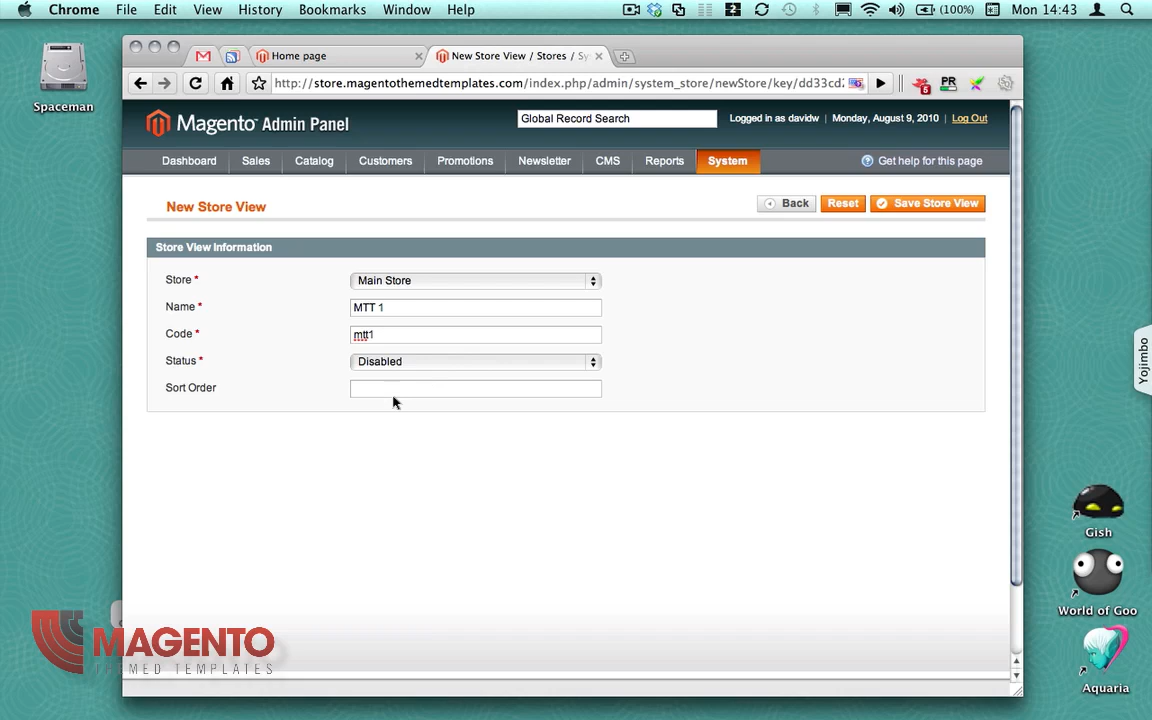 Chrome File Edit View History Bookmarks Window Help 2 (100%) Mon 14:43
Home page
New Store View / Stores / Sy
http://store.magentothemedtemplates.com/index.php/admin/system_store/newStore/key/dd33cd
5 PR
Spaceman
Magento Admin Panel
Global Record Search
Logged in as davidw | Monday, August 9, 2010 | Log Out
Dashboard Sales Catalog Customers Promotions Newsletter CMS Reports System Get help for this page
New Store View
Back Reset Save Store View
Store View Information
Store * Main Store
Name * MTT 1
Code * mtt1
Status * Disabled
Sort Order
Yojimbo
Gish
World of Goo
Aquaria
MAGENTO
THEMED TEMPLATES